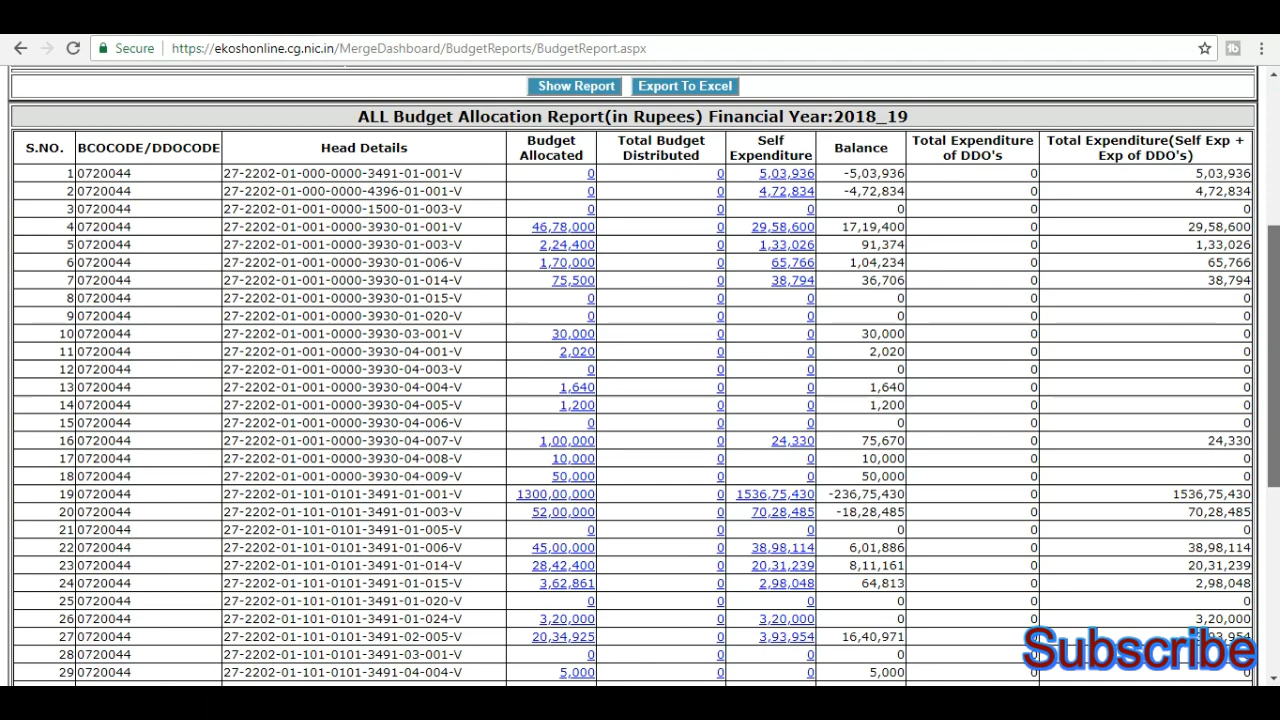 Secure https://ekoshonline.cg.nic.in/MergeDashboard/BudgetReports/BudgetReport.aspx
Show Report Export To Excel
ALL Budget Allocation Report(in Rupees) Financial Year:2018_19
S.NO. BCOCODE/DDOCODE Head Details Budget Allocated Total Budget Distributed Self Expenditure Balance Total Expenditure of DDO's Total Expenditure(Self Exp + Exp of DDO's)
1 0720044 27-2202-01-000-0000-3491-01-001-V 0 0 5,03,936 -5,03,936 0 5,03,936
2 0720044 27-2202-01-000-0000-4396-01-001-V 0 0 4,72,834 -4,72,834 0 4,72,834
3 0720044 27-2202-01-001-0000-1500-01-003-V 0 0 0 0 0 0
4 0720044 27-2202-01-001-0000-3930-01-001-V 46,78,000 0 29,58,600 17,19,400 0 29,58,600
5 0720044 27-2202-01-001-0000-3930-01-003-V 2,24,400 0 1,33,026 91,374 0 1,33,026
6 0720044 27-2202-01-001-0000-3930-01-006-V 1,70,000 0 65,766 1,04,234 0 65,766
7 0720044 27-2202-01-001-0000-3930-01-014-V 75,500 0 38,794 36,706 0 38,794
8 0720044 27-2202-01-001-0000-3930-01-015-V 0 0 0 0 0 0
9 0720044 27-2202-01-001-0000-3930-01-020-V 0 0 0 0 0 0
10 0720044 27-2202-01-001-0000-3930-03-001-V 30,000 0 0 30,000 0 0
11 0720044 27-2202-01-001-0000-3930-04-001-V 2,020 0 0 2,020 0 0
12 0720044 27-2202-01-001-0000-3930-04-003-V 0 0 0 0 0 0
13 0720044 27-2202-01-001-0000-3930-04-004-V 1,640 0 0 1,640 0 0
14 0720044 27-2202-01-001-0000-3930-04-005-V 1,200 0 0 1,200 0 0
15 0720044 27-2202-01-001-0000-3930-04-006-V 0 0 0 0 0 0
16 0720044 27-2202-01-001-0000-3930-04-007-V 1,00,000 0 24,330 75,670 0 24,330
17 0720044 27-2202-01-001-0000-3930-04-008-V 10,000 0 0 10,000 0 0
18 0720044 27-2202-01-001-0000-3930-04-009-V 50,000 0 0 50,000 0 0
19 0720044 27-2202-01-101-0101-3491-01-001-V 1300,00,000 0 1536,75,430 -236,75,430 0 1536,75,430
20 0720044 27-2202-01-101-0101-3491-01-003-V 52,00,000 0 70,28,485 -18,28,485 0 70,28,485
21 0720044 27-2202-01-101-0101-3491-01-005-V 0 0 0 0 0 0
22 0720044 27-2202-01-101-0101-3491-01-006-V 45,00,000 0 38,98,114 6,01,886 0 38,98,114
23 0720044 27-2202-01-101-0101-3491-01-014-V 28,42,400 0 20,31,239 8,11,161 0 20,31,239
24 0720044 27-2202-01-101-0101-3491-01-015-V 3,62,861 0 2,98,048 64,813 0 2,98,048
25 0720044 27-2202-01-101-0101-3491-01-020-V 0 0 0 0 0 0
26 0720044 27-2202-01-101-0101-3491-01-024-V 3,20,000 0 3,20,000 0 0 3,20,000
27 0720044 27-2202-01-101-0101-3491-02-005-V 20,34,925 0 3,93,954 16,40,971
28 0720044 27-2202-01-101-0101-3491-03-001-V 0 0 0 0
29 0720044 27-2202-01-101-0101-3491-04-004-V 5,000 0 0 5,000 0 0
Subscribe